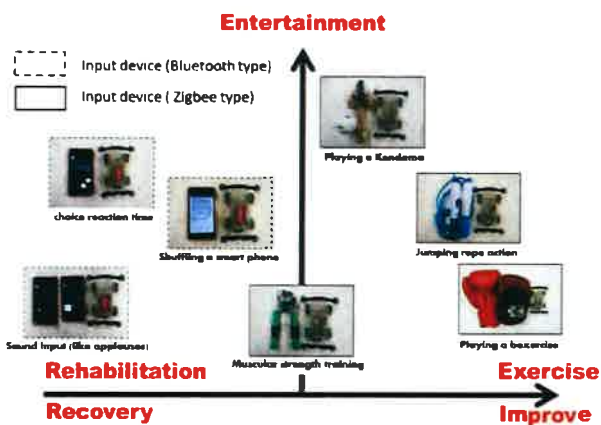 Entertainment
Input device (Bluetooth type)
Input device ( Zigbee type)
Playing a Kendama
choice reaction time
Shuffling a smart phone
Jumping rope action
Sound Input (like applauses)
Muscular strength training
Playing a boxercise
Rehabilitation
Exercise
Recovery
Improve